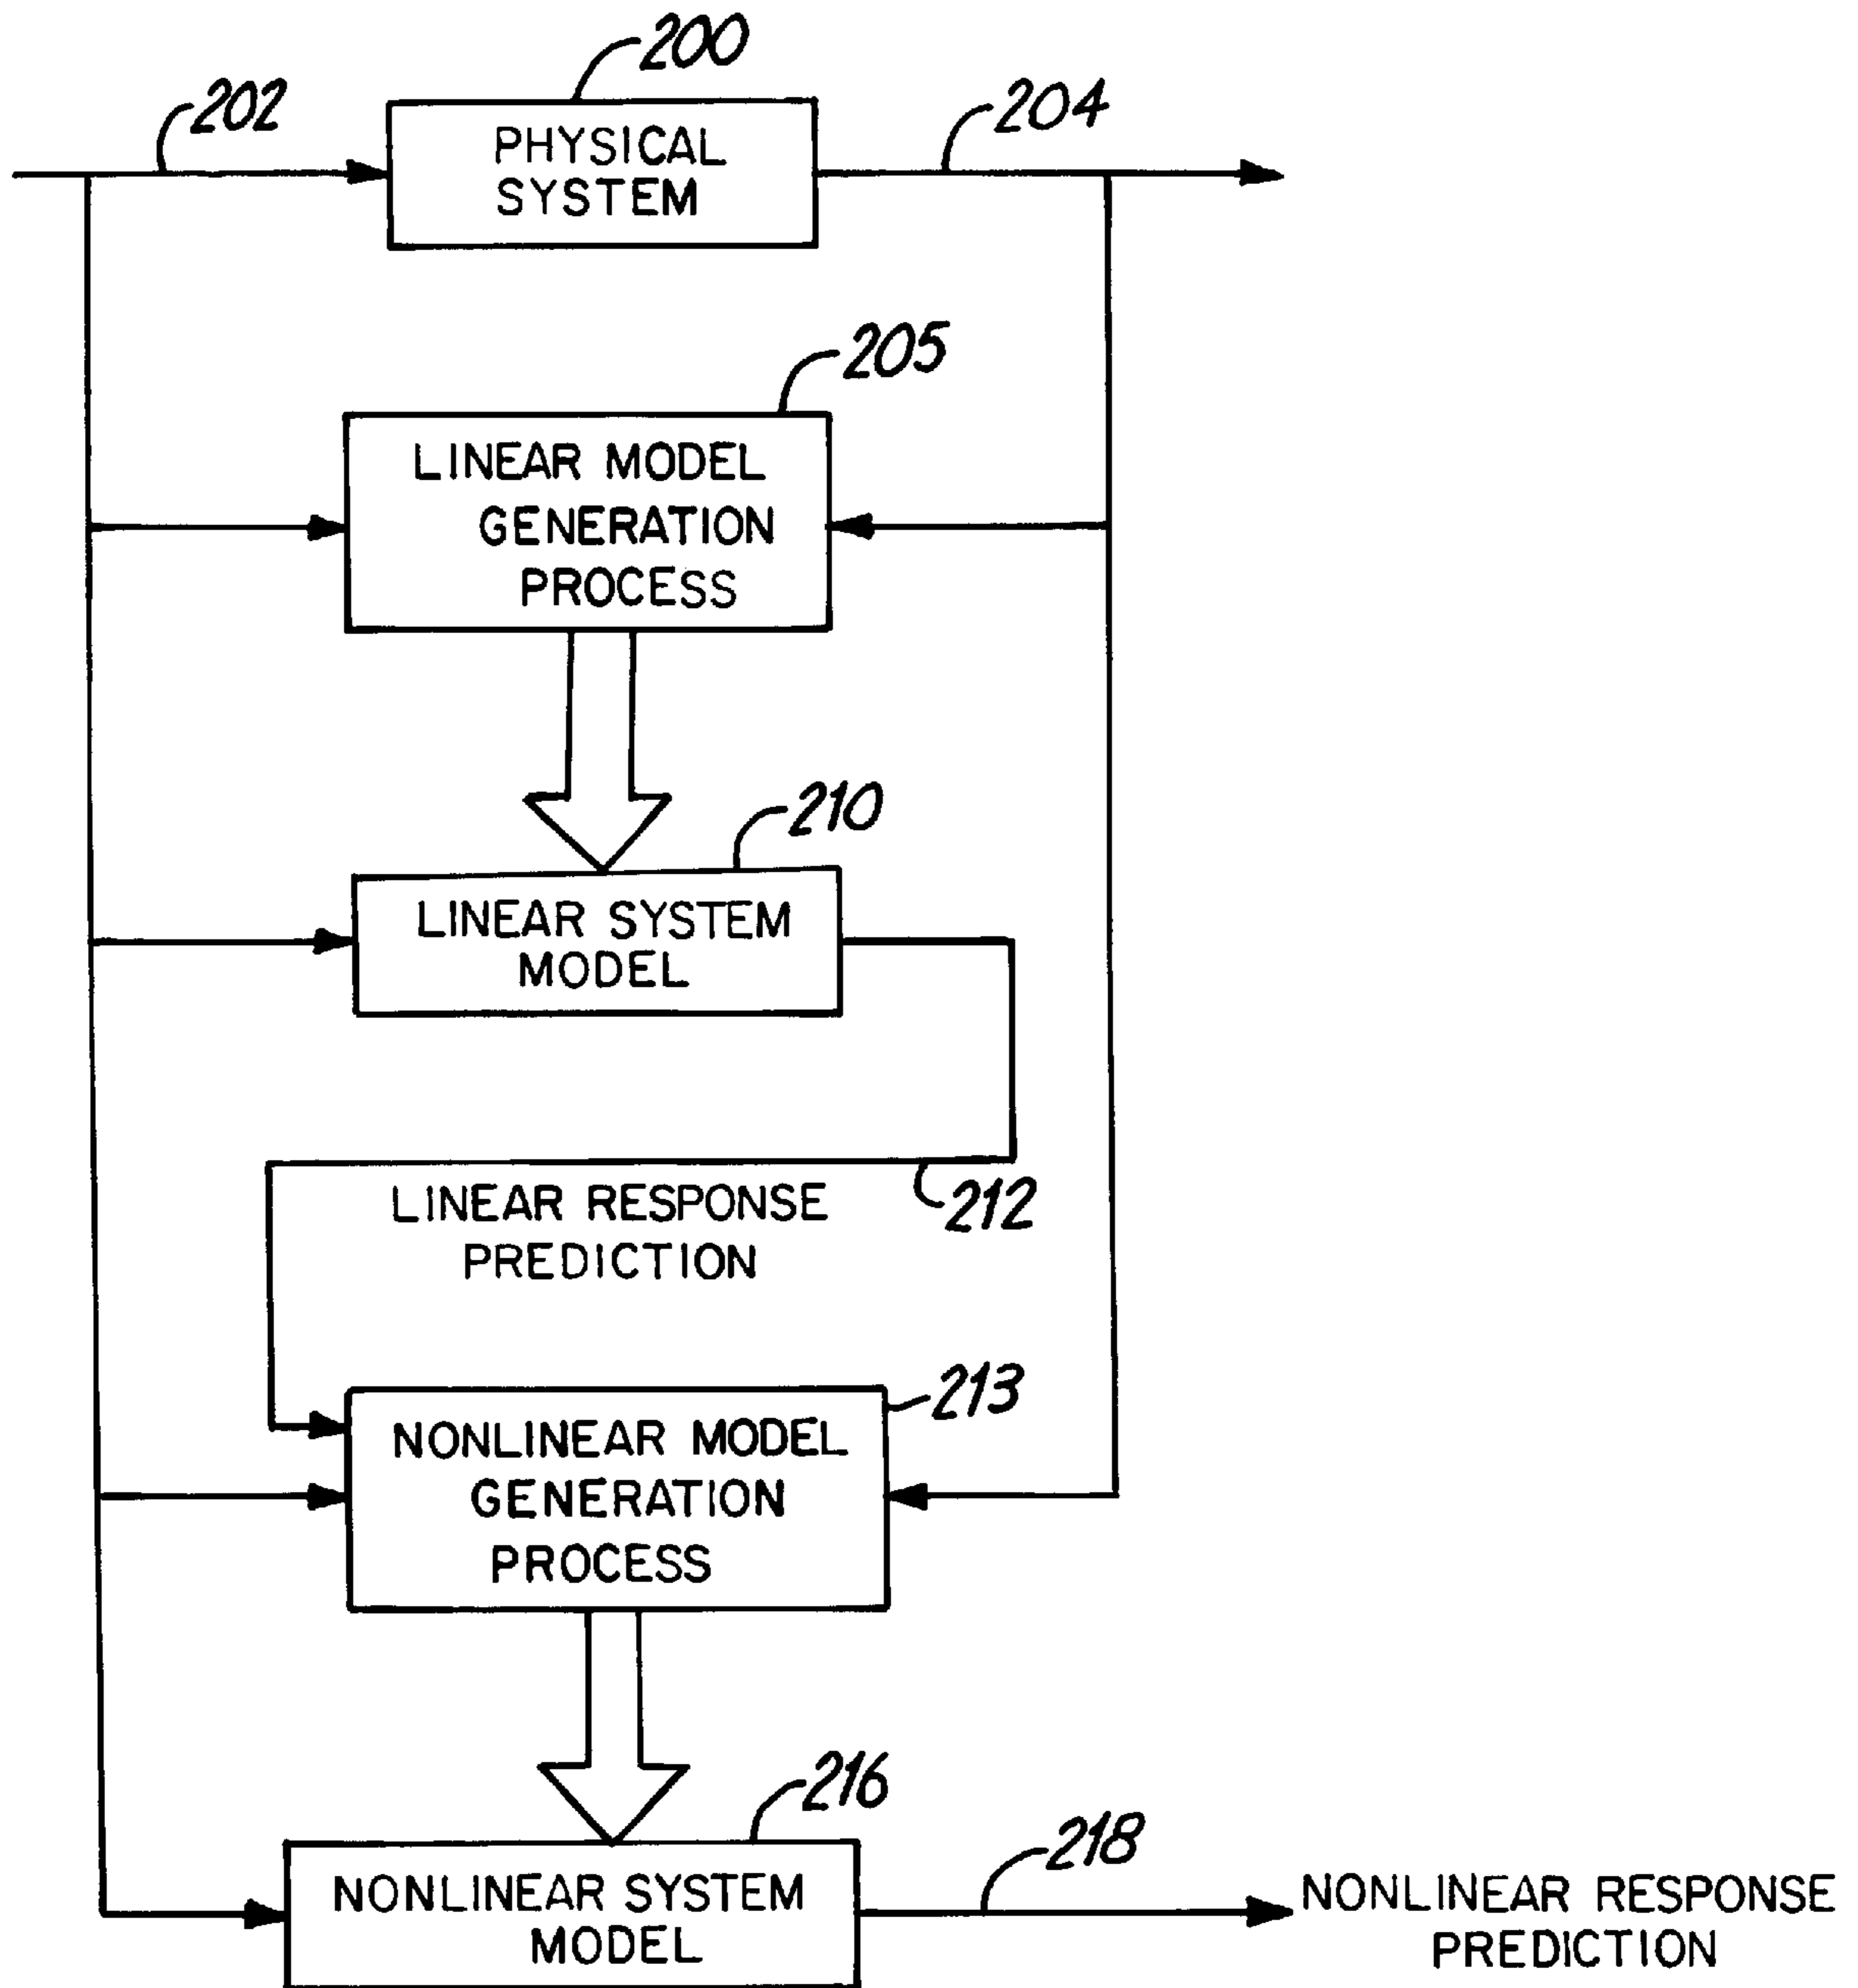 200
202
204
PHYSICAL
SYSTEM
205
LINEAR MODEL
GENERATION
PROCESS
210
LINEAR SYSTEM
MODEL
212
LINEAR RESPONSE
PREDICTION
213
NONLINEAR MODEL
GENERATION
PROCESS
216
218
NONLINEAR SYSTEM
MODEL
NONLINEAR RESPONSE
PREDICTION